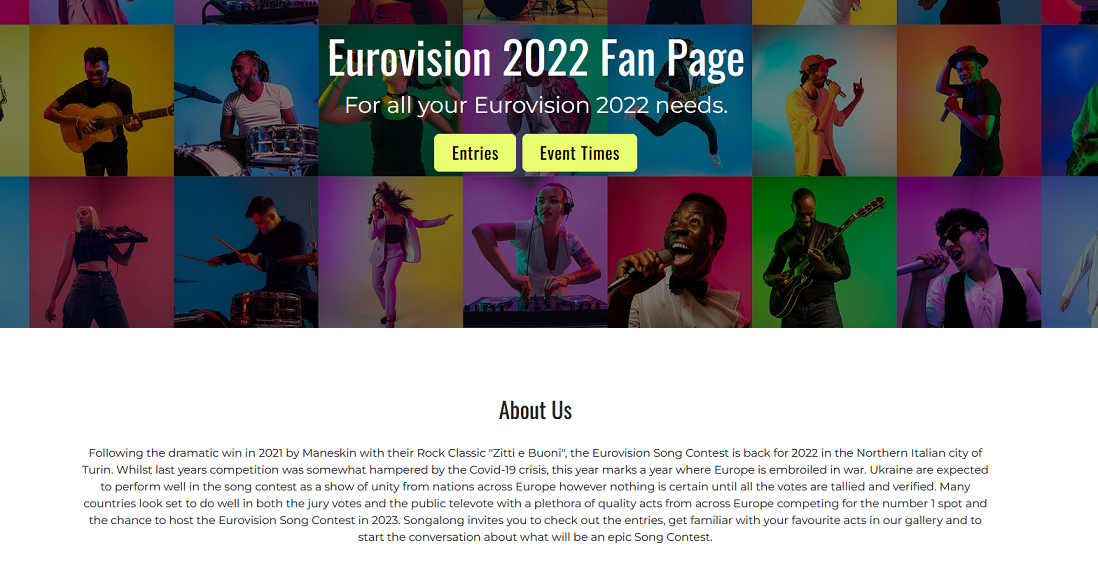 Eurovision 2022 Fan Page
For all your Eurovision 2022 needs.
Entries
Event Times
About Us
Following the dramatic win in 2021 by Maneskin with their Rock Classic "Zitti e Buoni", the Eurovision Song Contest is back for 2022 in the Northern Italian city of
Turin. Whilst last years competition was somewhat hampered by the Covid-19 crisis, this year marks a year where Europe is embroiled in war. Ukraine are expected
to perform well in the song contest as a show of unity from nations across Europe however nothing is certain until all the votes are tallied and verified. Many
countries look set to do well in both the jury votes and the public televote with a plethora of quality acts from across Europe competing for the number 1 spot and
the chance to host the Eurovision Song Contest in 2023. Songalong invites you to check out the entries, get familiar with your favourite acts in our gallery and to
start the conversation about what will be an epic Song Contest.